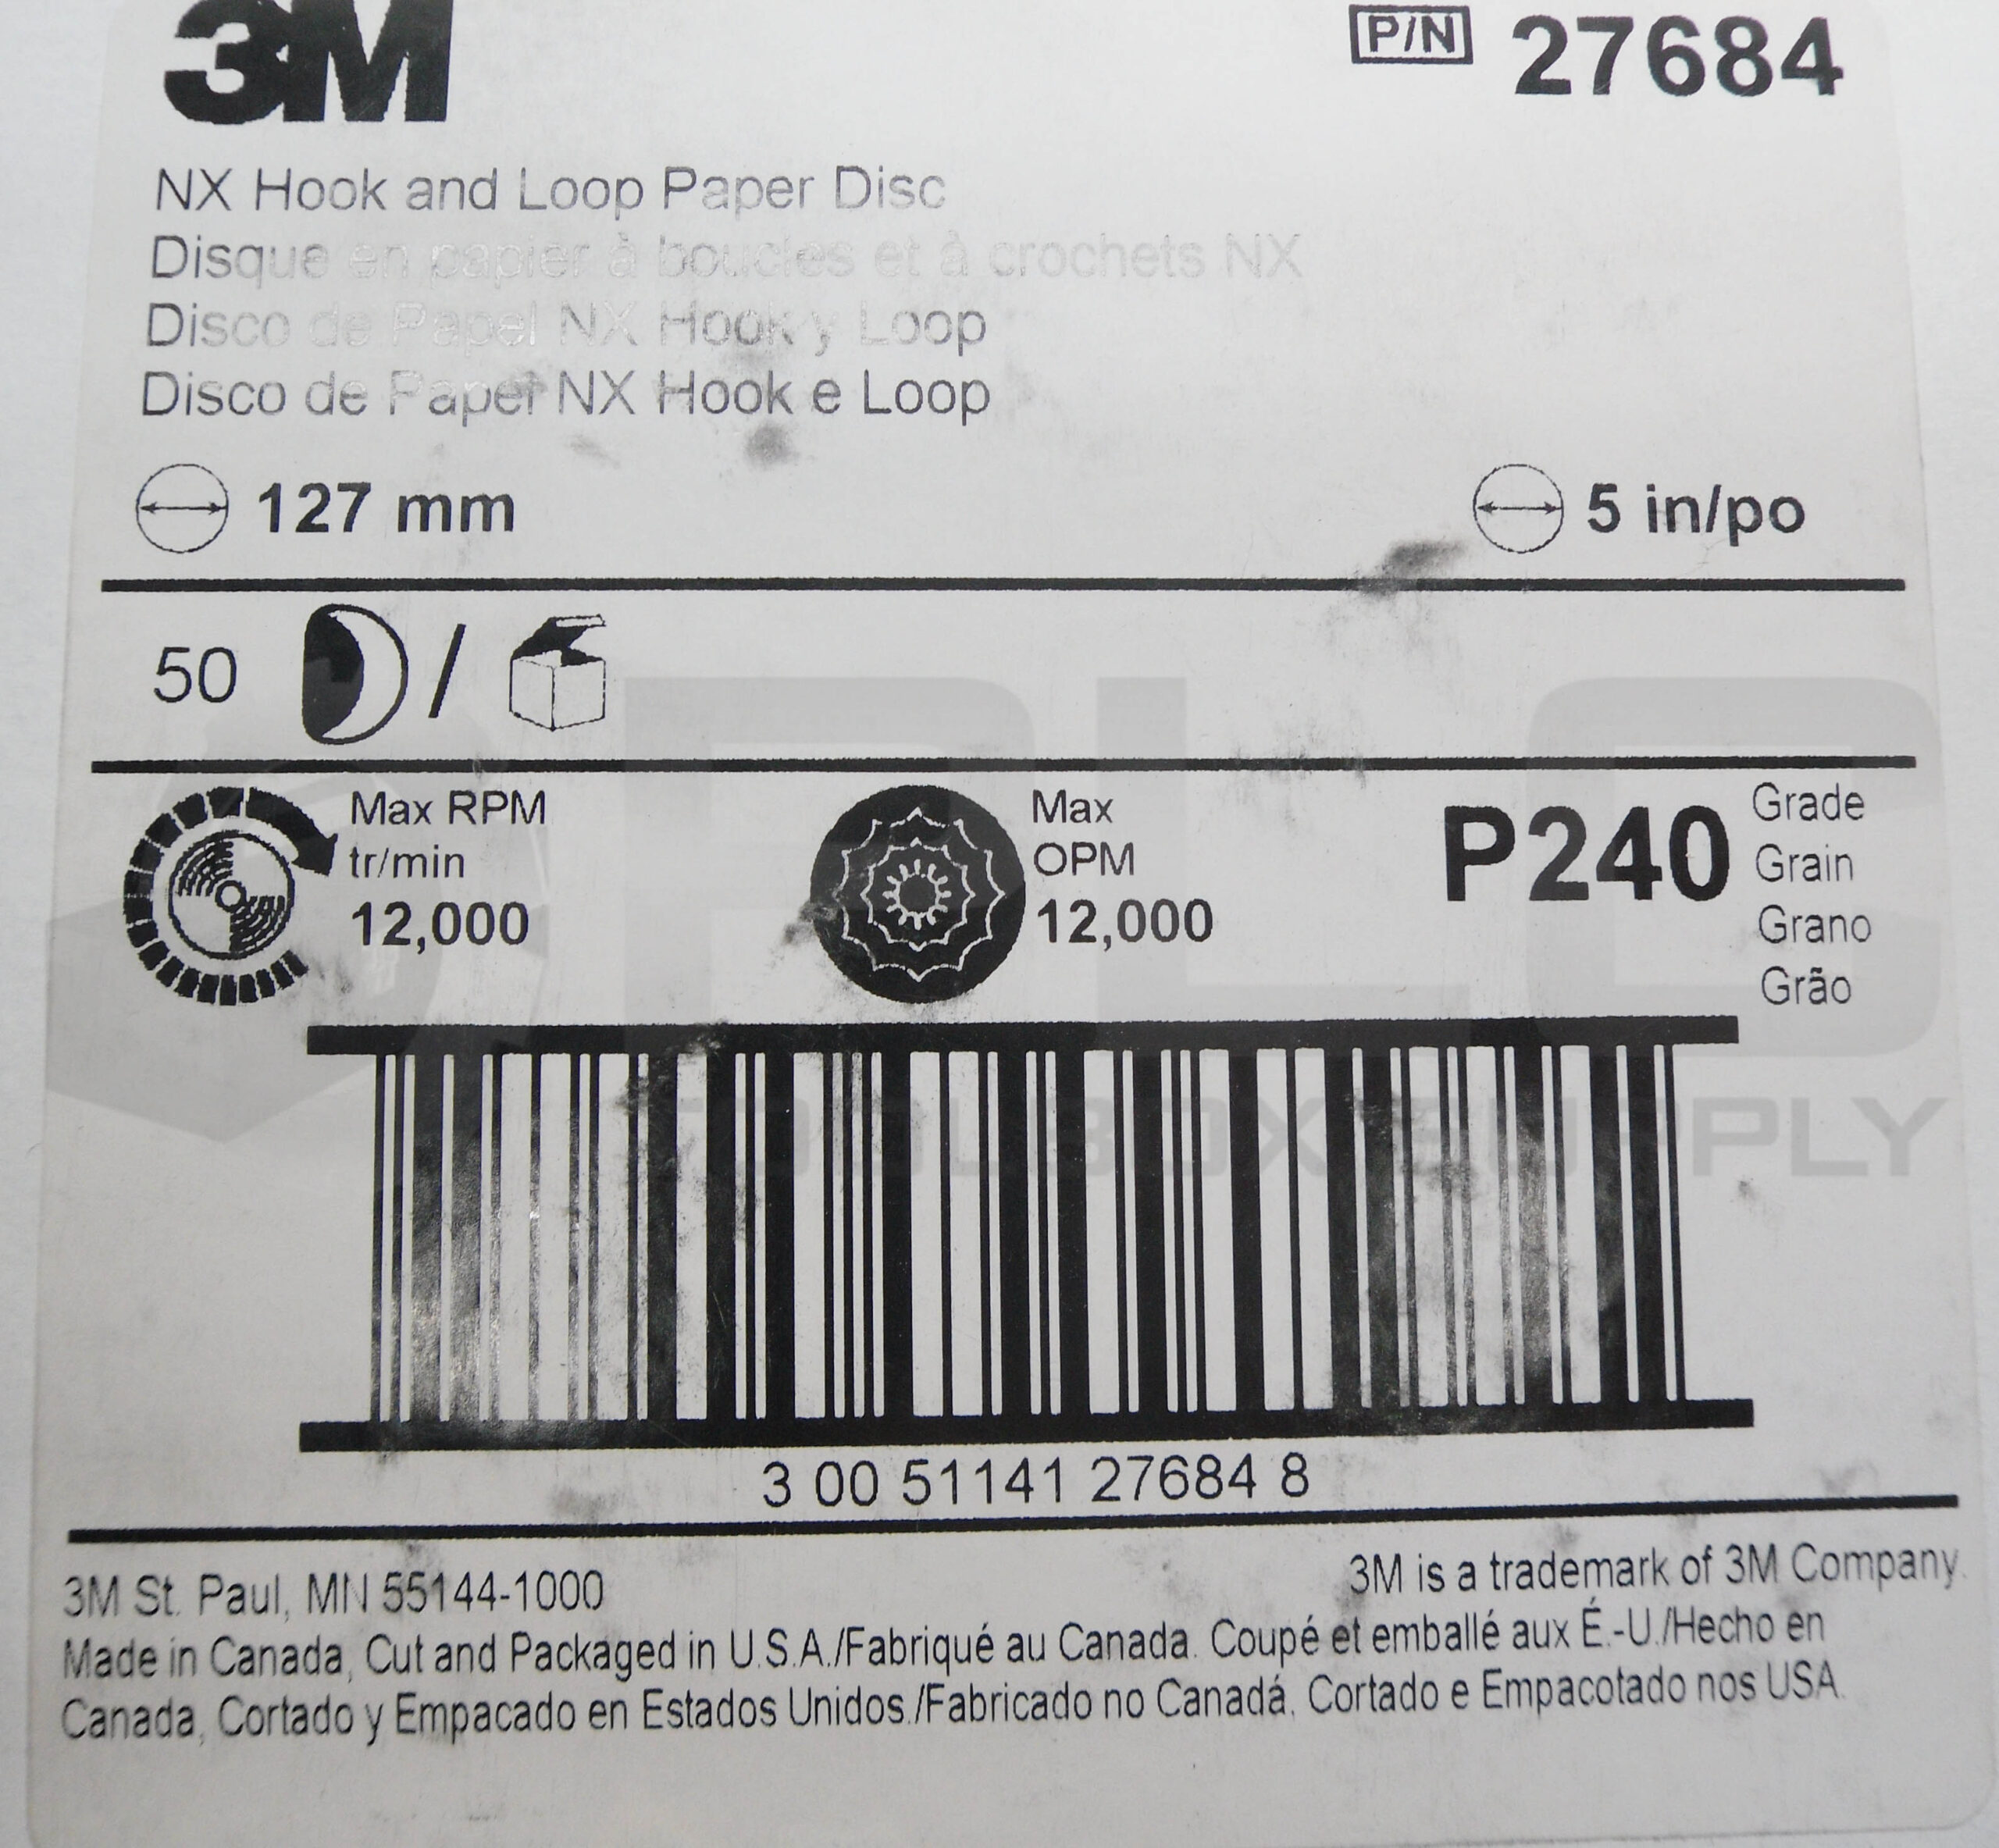 3M
P/N 27684
NX Hook and Loop Paper Disc
Disque en papier à boucles et à crochets NX
Disco de Papel NX Hook y Loop
Disco de Papel NX Hook e Loop
127 mm
5 in/po
50 /
Max RPM
tr/min
12,000
Max
OPM
12,000
P240
Grade
Grain
Grano
Grão
PLC
TOOLBOX SUPPLY
3 00 51141 27684 8
3M St. Paul, MN 55144-1000
3M is a trademark of 3M Company.
Made in Canada, Cut and Packaged in U.S.A./Fabriqué au Canada. Coupé et emballé aux É.-U./Hecho en
Canada, Cortado y Empacado en Estados Unidos./Fabricado no Canadá. Cortado e Empacotado nos USA.